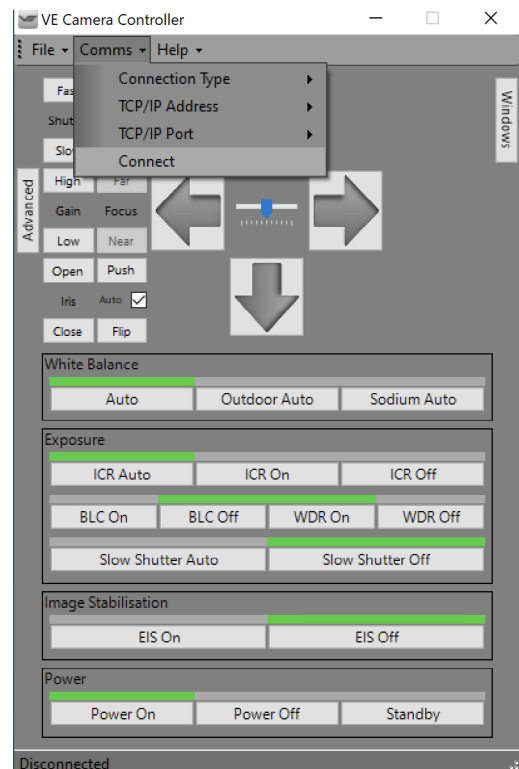 VE Camera Controller
File Comms Help
Connection Type
TCP/IP Address
TCP/IP Port
Connect
Windows
Advanced
High Far
Gain Focus
Low Near
Open Push
Iris Auto
Close Flip
White Balance
Auto Outdoor Auto Sodium Auto
Exposure
ICR Auto ICR On ICR Off
BLC On BLC Off WDR On WDR Off
Slow Shutter Auto Slow Shutter Off
Image Stabilisation
EIS On EIS Off
Power
Power On Power Off Standby
Disconnected